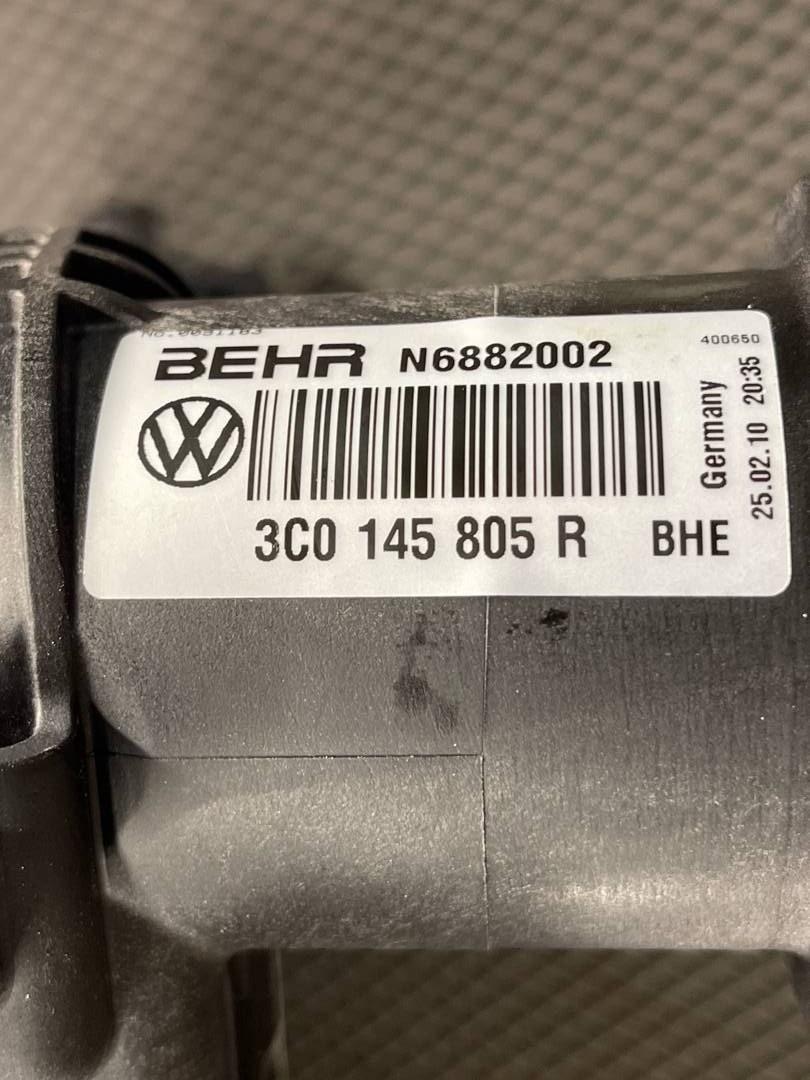 BEHR N6882002
400650
3C0 145 805 R BHE
Germany
25.02.10 20:35